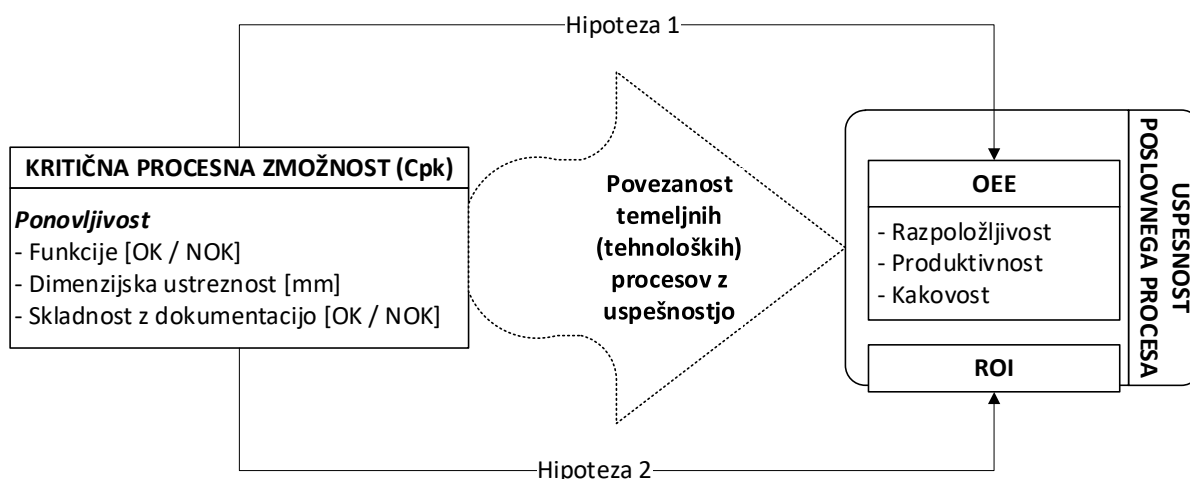 Hipoteza 1
KRITIČNA PROCESNA ZMOŽNOST (Cpk)
Ponovljivost
- Funkcije [OK / NOK]
- Dimenzijska ustreznost [mm]
- Skladnost z dokumentacijo [OK / NOK]
Povezanost
temeljnih
(tehnoloških)
procesov z
uspešnostjo
OEE
- Razpoložljivost
- Produktivnost
- Kakovost
ROI
USPEŠNOST
POSLOVNEGA PROCESA
Hipoteza 2